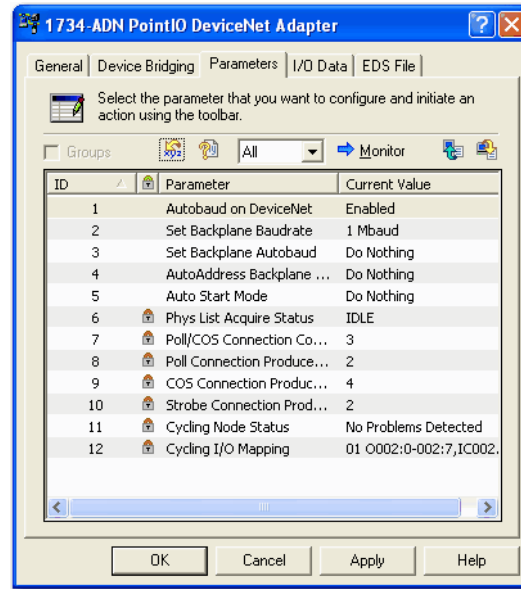 1734-ADN PointIO DeviceNet Adapter
General Device Bridging Parameters I/O Data EDS File
Select the parameter that you want to configure and initiate an
action using the toolbar.
Groups xyz All Monitor
ID Parameter Current Value
1 Autobaud on DeviceNet Enabled
2 Set Backplane Baudrate 1 Mbaud
3 Set Backplane Autobaud Do Nothing
4 AutoAddress Backplane ... Do Nothing
5 Auto Start Mode Do Nothing
6 Phys List Acquire Status IDLE
7 Poll/COS Connection Co... 3
8 Poll Connection Produce... 2
9 COS Connection Produc... 4
10 Strobe Connection Prod... 2
11 Cycling Node Status No Problems Detected
12 Cycling I/O Mapping 01 O002:0-002:7,IC002.
OK Cancel Apply Help